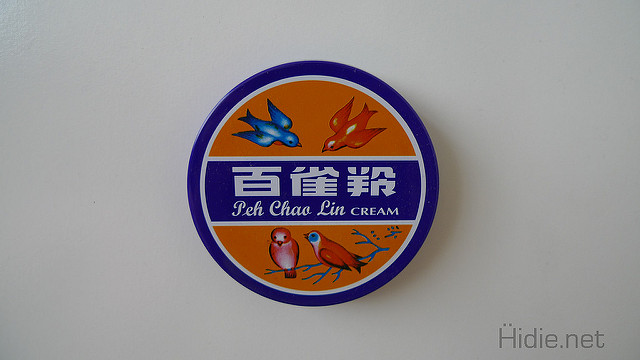 百雀羚
Peh Chao Lin CREAM
Hidie.net